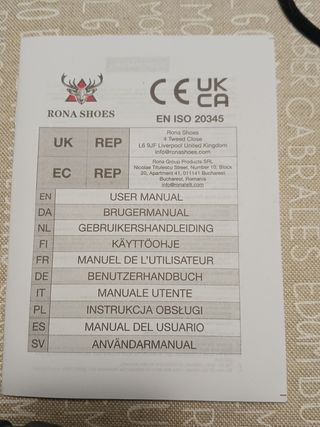 RONA SHOES
CE UK CA
EN ISO 20345
UK REP
Rona Shoes
4 Tweed Close
L6 9JF Liverpool United Kingdom
info@ronashoes.com
EC REP
Rona Group Products SRL
Nicolae Titulescu Street, Number 10, Block
20, Apartment 41, 011141 Bucharest
Bucharest, Romania
EN USER MANUAL
DA BRUGERMANUAL
NL GEBRUIKERSHANDLEIDING
FI KÄYTTÖOHJE
FR MANUEL DE L'UTILISATEUR
DE BENUTZERHANDBUCH
IT MANUALE UTENTE
PL INSTRUKCJA OBSŁUGI
ES MANUAL DEL USUARIO
SV ANVÄNDARMANUAL